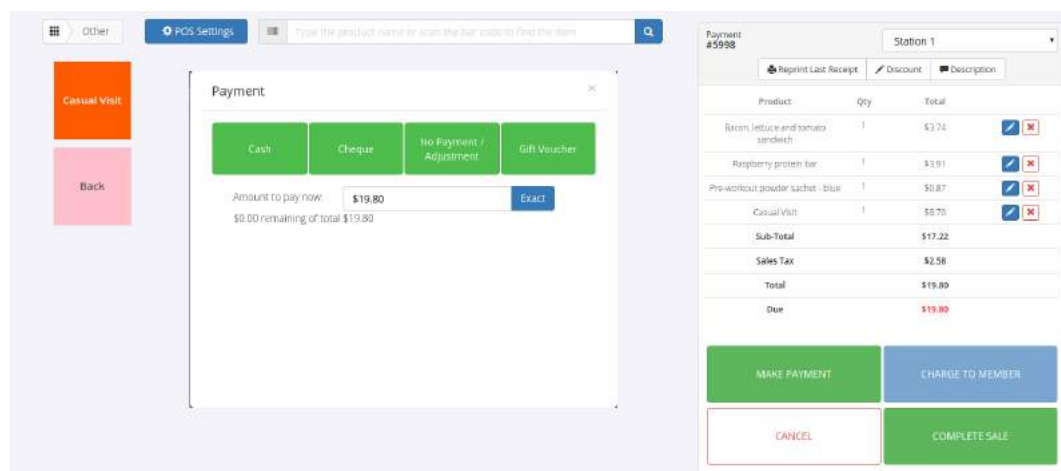 Other
POS Settings
Type the product name or scan the bar code to find the item
Casual Visit
Back
Payment
×
Cash
Cheque
No Payment /
Adjustment
Gift Voucher
Amount to pay now:
$19.80
Exact
$0.00 remaining of total $19.80
Payment
#5998
Station 1
Reprint Last Receipt
Discount
Description
Product Qty Total
Bacon, lettuce and tomato
sandwich
1 $3.74
Raspberry protein bar 1 $3.91
Pre-workout powder sachet - blue 1 $0.87
Casual Visit 1 $8.70
Sub-Total $17.22
Sales Tax $2.58
Total $19.80
Due $19.80
MAKE PAYMENT
CHARGE TO MEMBER
CANCEL
COMPLETE SALE